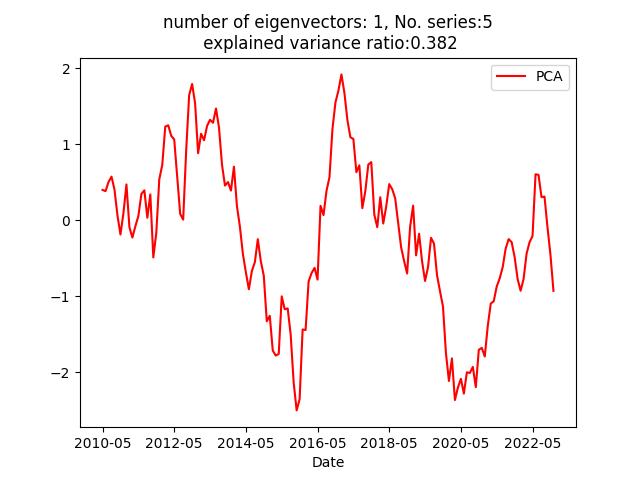 number of eigenvectors: 1, No. series:5
explained variance ratio:0.382
PCA
2
1
0
−1
−2
2010-05 2012-05 2014-05 2016-05 2018-05 2020-05 2022-05
Date